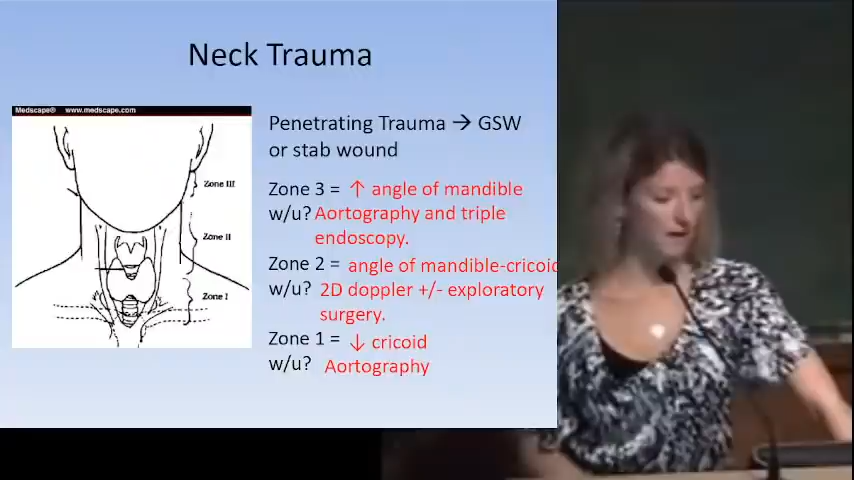 Neck Trauma
Medscape® www.medscape.com
Zone III
Zone II
Zone I
Penetrating Trauma → GSW
or stab wound
Zone 3 = ↑ angle of mandible
w/u? Aortography and triple
endoscopy.
Zone 2 = angle of mandible-cricoid
w/u? 2D doppler +/- exploratory
surgery.
Zone 1 = ↓ cricoid
w/u? Aortography